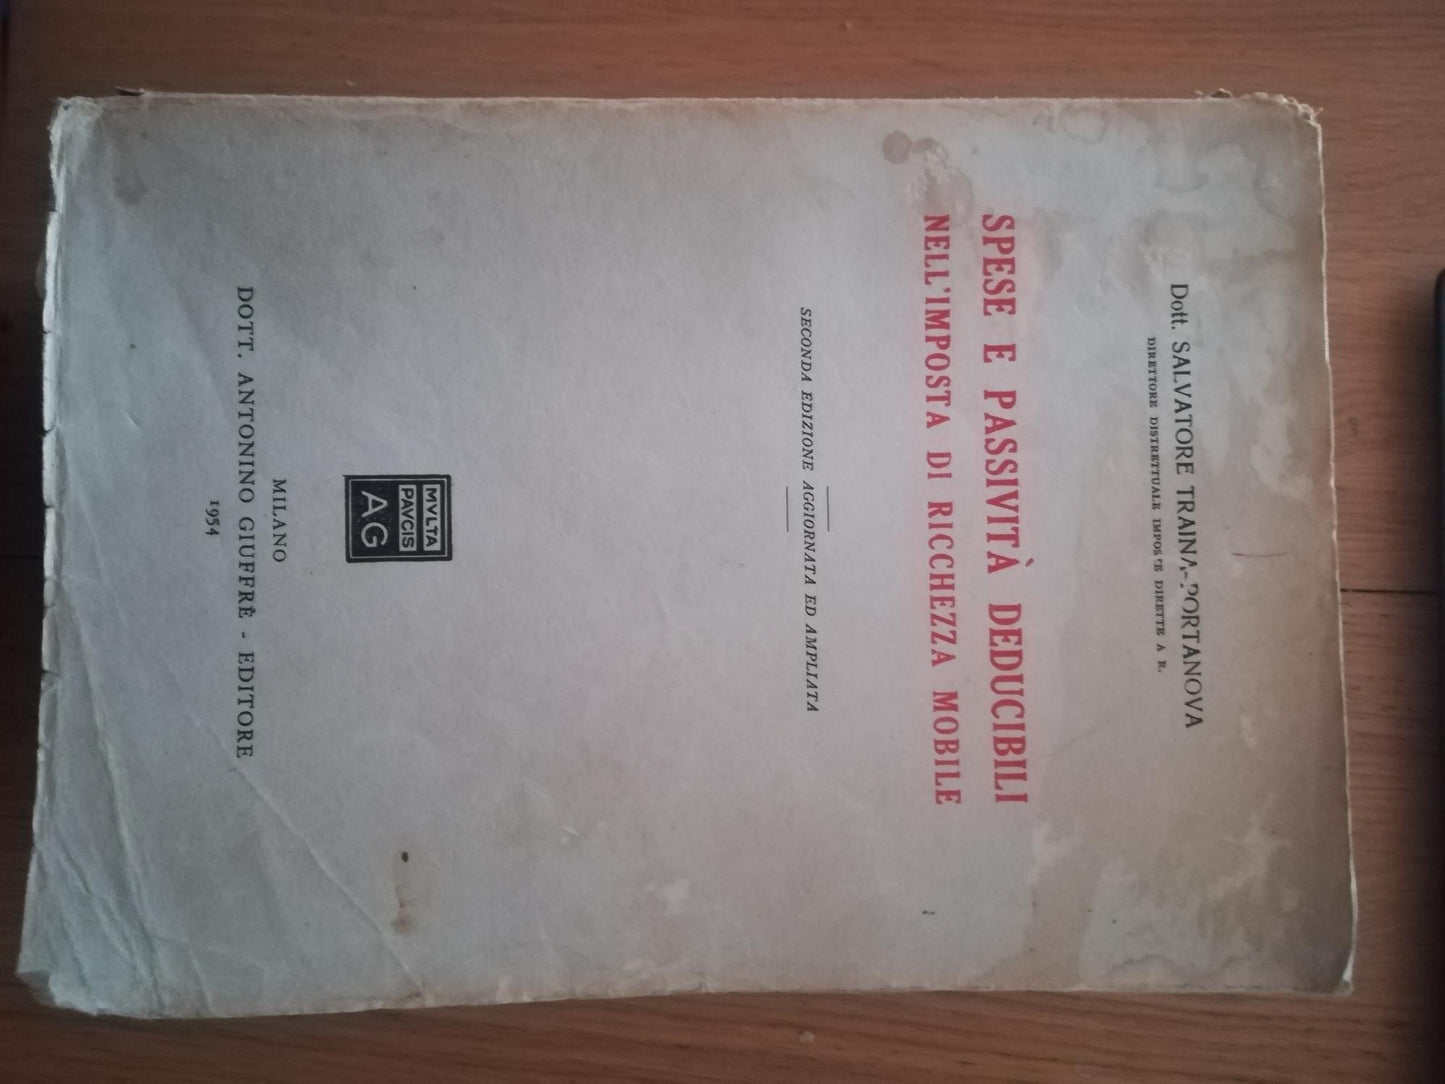 Dott. SALVATORE TRAINA-PORTANOVA
DIRETTORE DISTRETTUALE IMPOSTE DIRETTE A R.
SPESE E PASSIVITÀ DEDUCIBILI
NELL'IMPOSTA DI RICCHEZZA MOBILE
SECONDA EDIZIONE AGGIORNATA ED AMPLIATA
MVLTA
PAVCIS
AG
MILANO
DOTT. ANTONINO GIUFFRÈ - EDITORE
1954